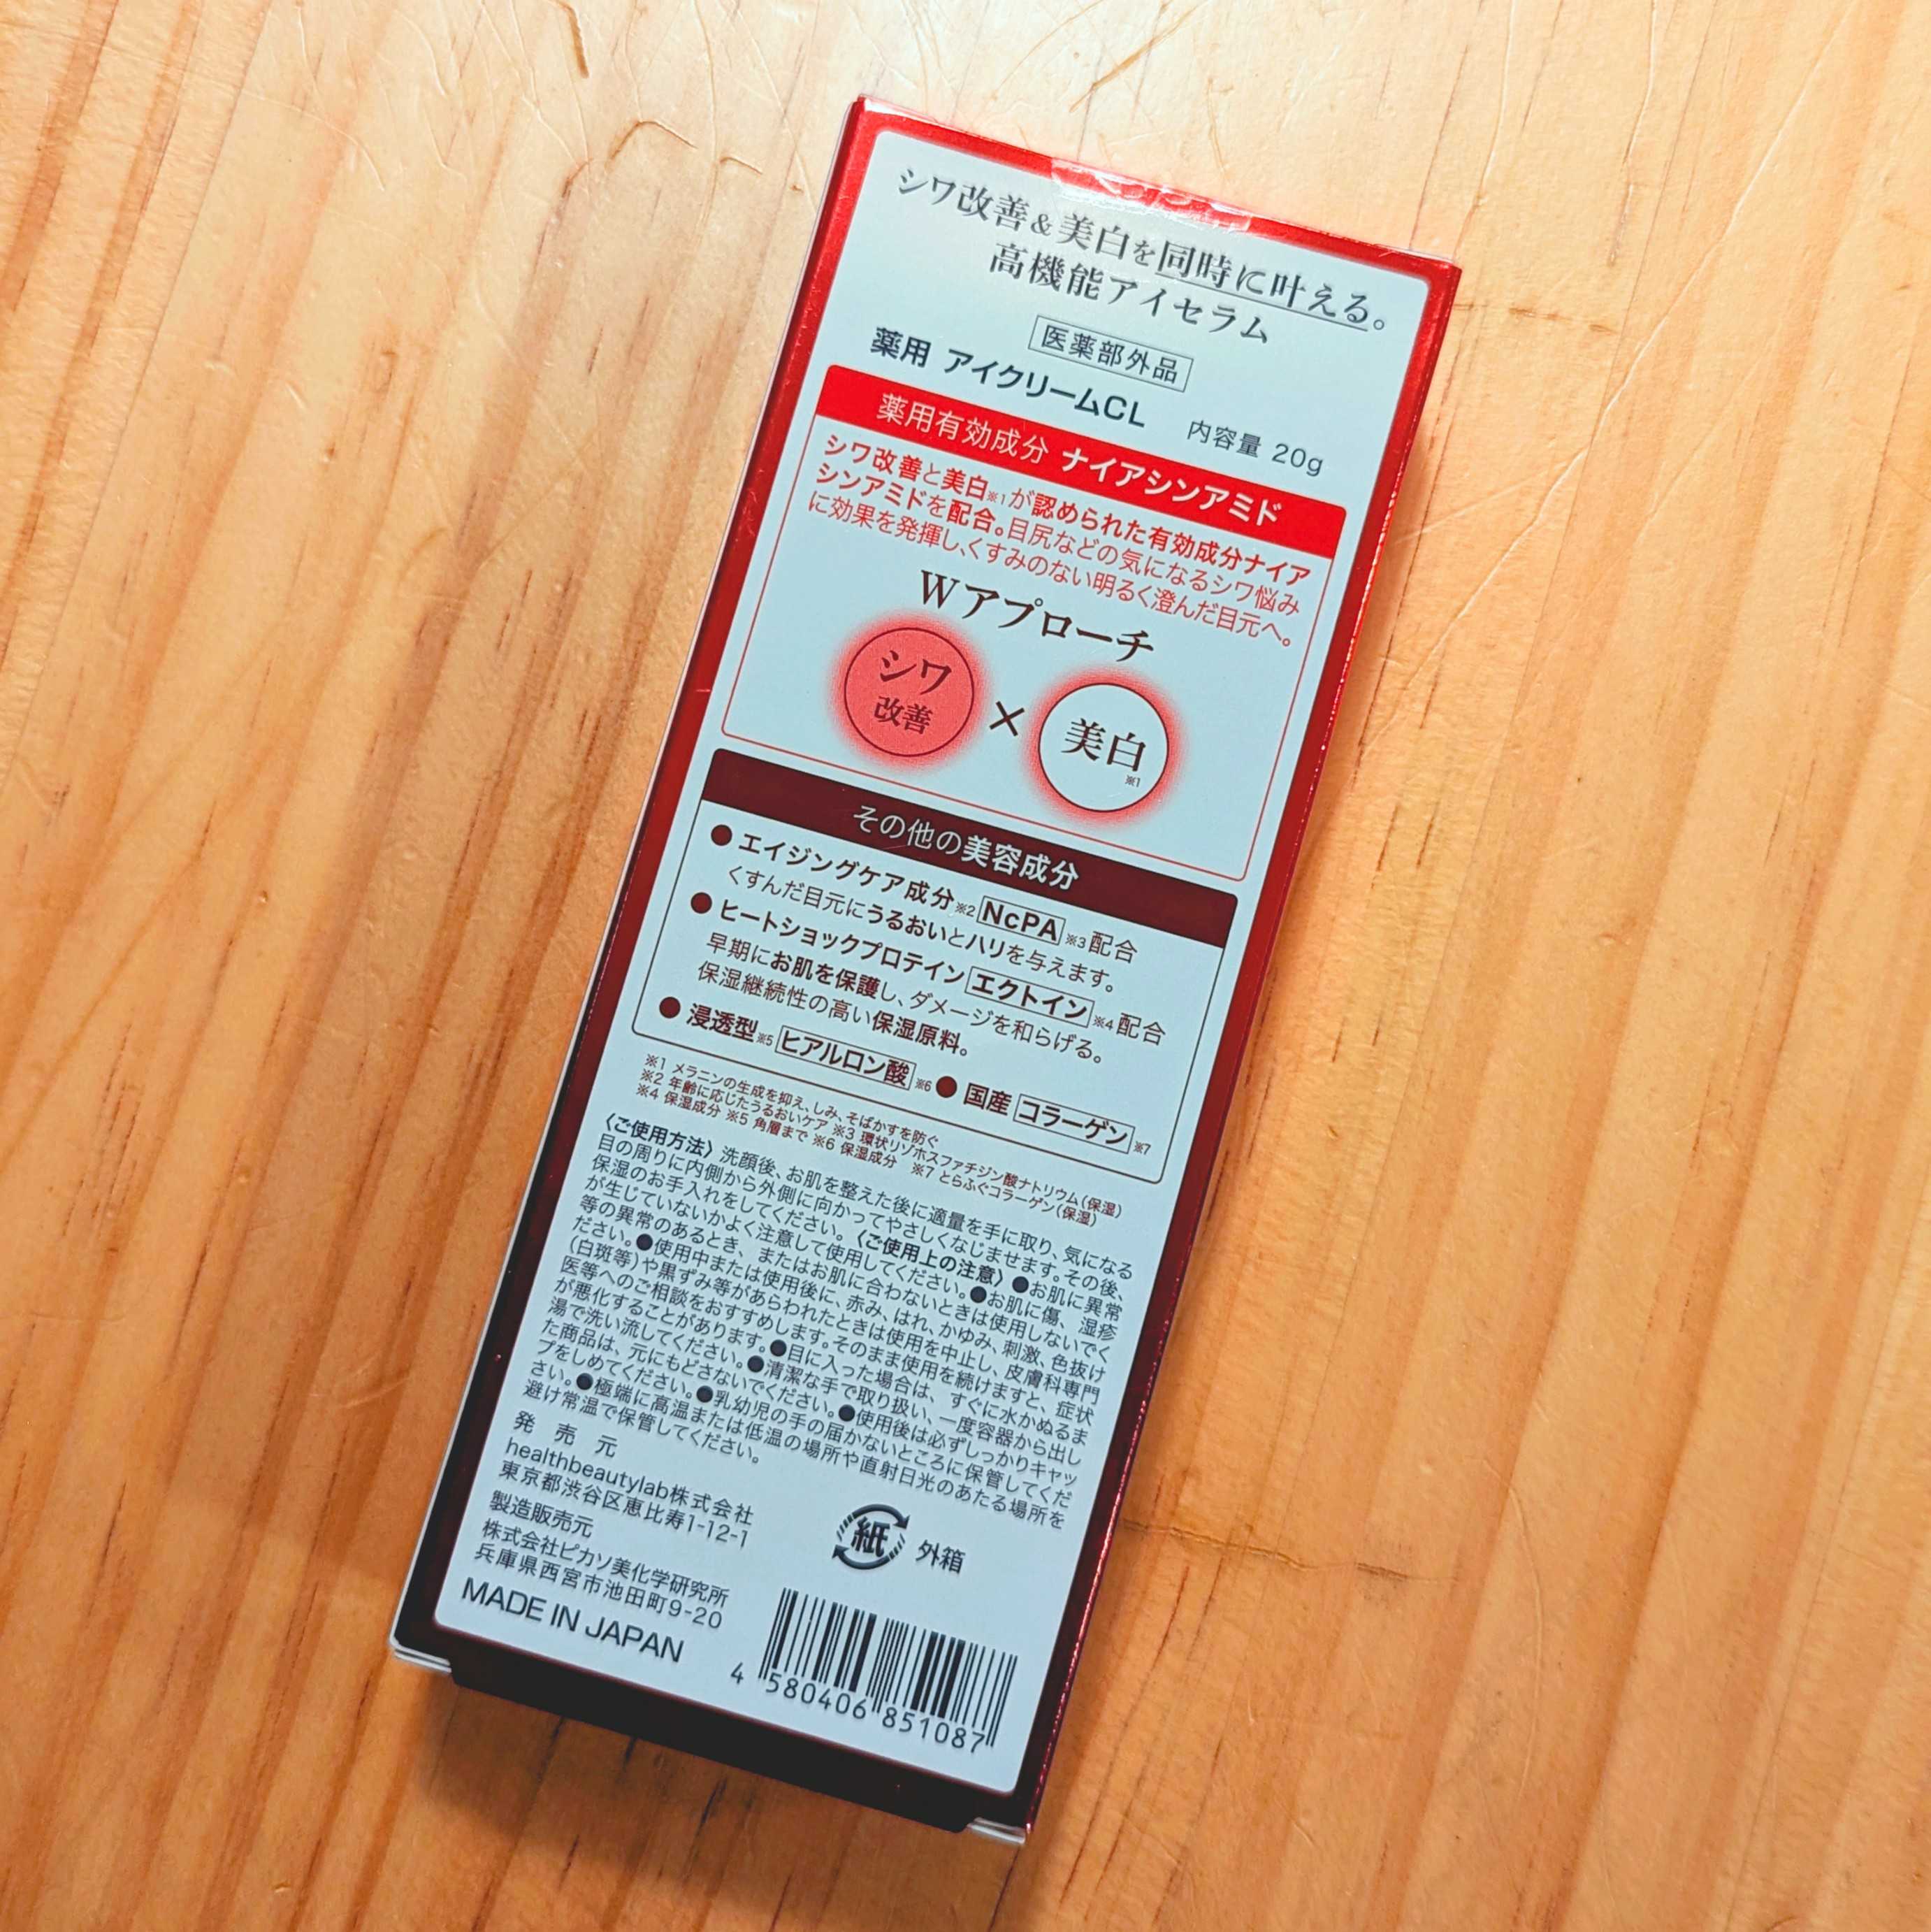 シワ改善&美白を同時に叶える。
高機能アイセラム
医薬部外品
薬用 アイクリームCL 内容量 20g
薬用有効成分 ナイアシンアミド
シワ改善と美白※1が認められた有効成分ナイア
シンアミドを配合。目尻などの気になるシワ悩み
に効果を発揮し、くすみのない明るく澄んだ目元へ。
Wアプローチ
シワ
改善
×
美白
※1
その他の美容成分
●エイジングケア成分※2 NcPA ※3配合
くすんだ目元にうるおいとハリを与えます。
●ヒートショックプロテイン エクトイン ※4配合
早期にお肌を保護し、ダメージを和らげる。
保湿継続性の高い保湿原料。
●浸透型※5 ヒアルロン酸 ※6 ●国産 コラーゲン ※7
※1 メラニンの生成を抑え、しみ、そばかすを防ぐ
※2 年齢に応じたうるおいケア ※3 環状リゾホスファチジン酸ナトリウム(保湿)
※4 保湿成分 ※5 角層まで ※6 保湿成分 ※7 とらふぐコラーゲン(保湿)
〈ご使用方法〉洗顔後、お肌を整えた後に適量を手に取り、気になる
目の周りに内側から外側に向かってやさしくなじませます。その後、
保湿のお手入れをしてください。〈ご使用上の注意〉●お肌に異常
が生じていないかよく注意して使用してください。●お肌に傷、湿疹
等の異常のあるとき、またはお肌に合わないときは使用しないでく
ださい。●使用中または使用後に、赤み、はれ、かゆみ、刺激、色抜け
(白斑等)や黒ずみ等があらわれたときは使用を中止し、皮膚科専門
医等へのご相談をおすすめします。そのまま使用を続けますと、症状
が悪化することがあります。●目に入った場合は、すぐに水かぬるま
湯で洗い流してください。●清潔な手で取り扱い、一度容器から出し
た商品は、元にもどさないでください。●使用後は必ずしっかりキャッ
プをしめてください。●乳幼児の手の届かないところに保管してくだ
さい。●極端に高温または低温の場所や直射日光のあたる場所を
避け常温で保管してください。
発売元
healthbeautylab株式会社
東京都渋谷区恵比寿1-12-1
製造販売元
株式会社ピカソ美化学研究所
兵庫県西宮市池田町9-20
MADE IN JAPAN
紙 外箱
4 580406 851087